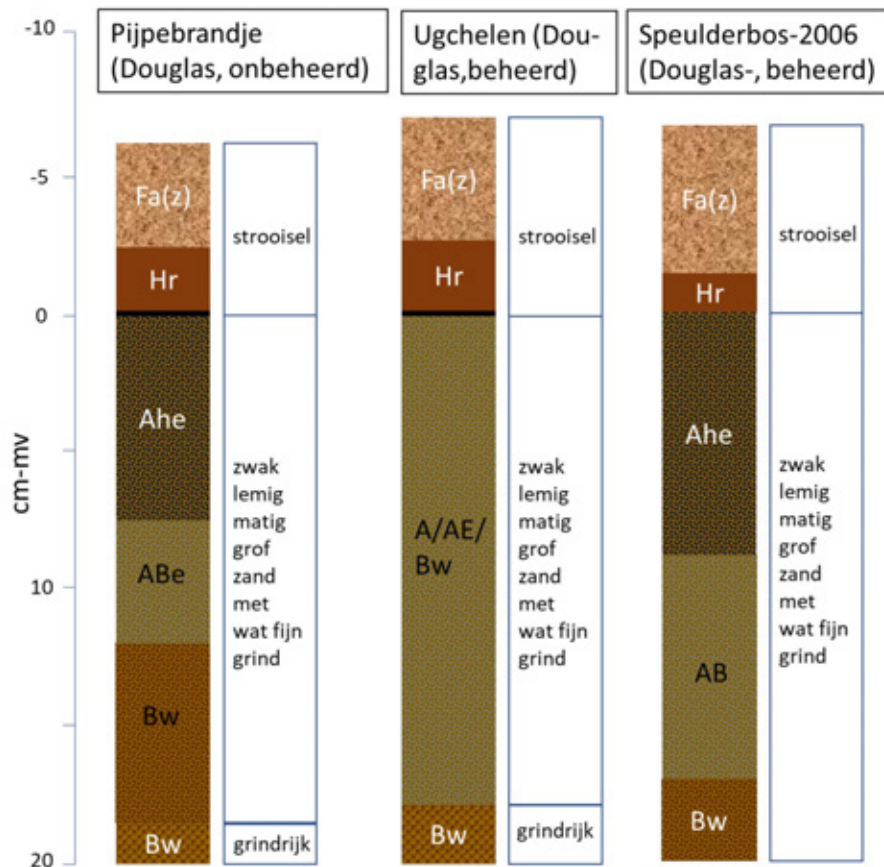 -10
-5
0
10
20
cm-mv
Pijpebrandje
(Douglas, onbeheerd)
Fa(z)
Hr
Ahe
ABe
Bw
Bw
strooisel
zwak
lemig
matig
grof
zand
met
wat fijn
grind
grindrijk
Ugchelen (Dou-
glas,beheerd)
Fa(z)
Hr
A/AE/
Bw
Bw
strooisel
zwak
lemig
matig
grof
zand
met
wat fijn
grind
grindrijk
Speulderbos-2006
(Douglas-, beheerd)
Fa(z)
Hr
Ahe
AB
Bw
strooisel
zwak
lemig
matig
grof
zand
met
wat fijn
grind